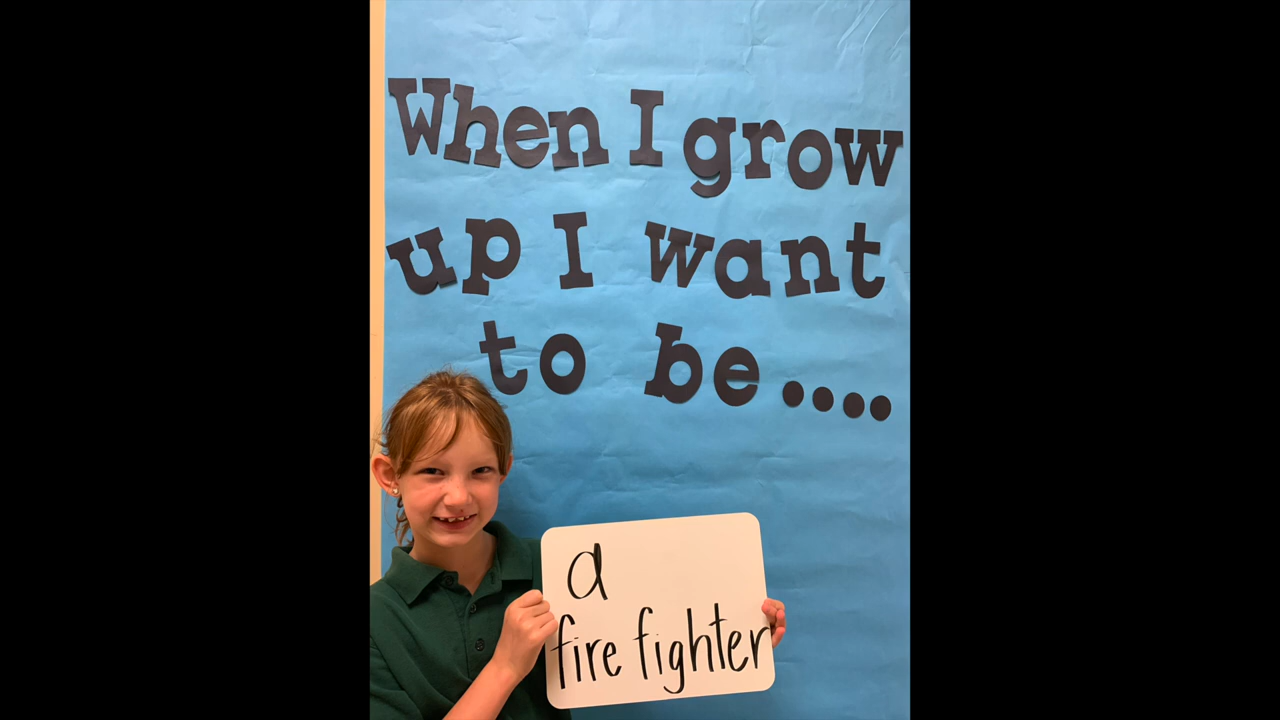 When I grow
up I want
to be....
a
fire fighter